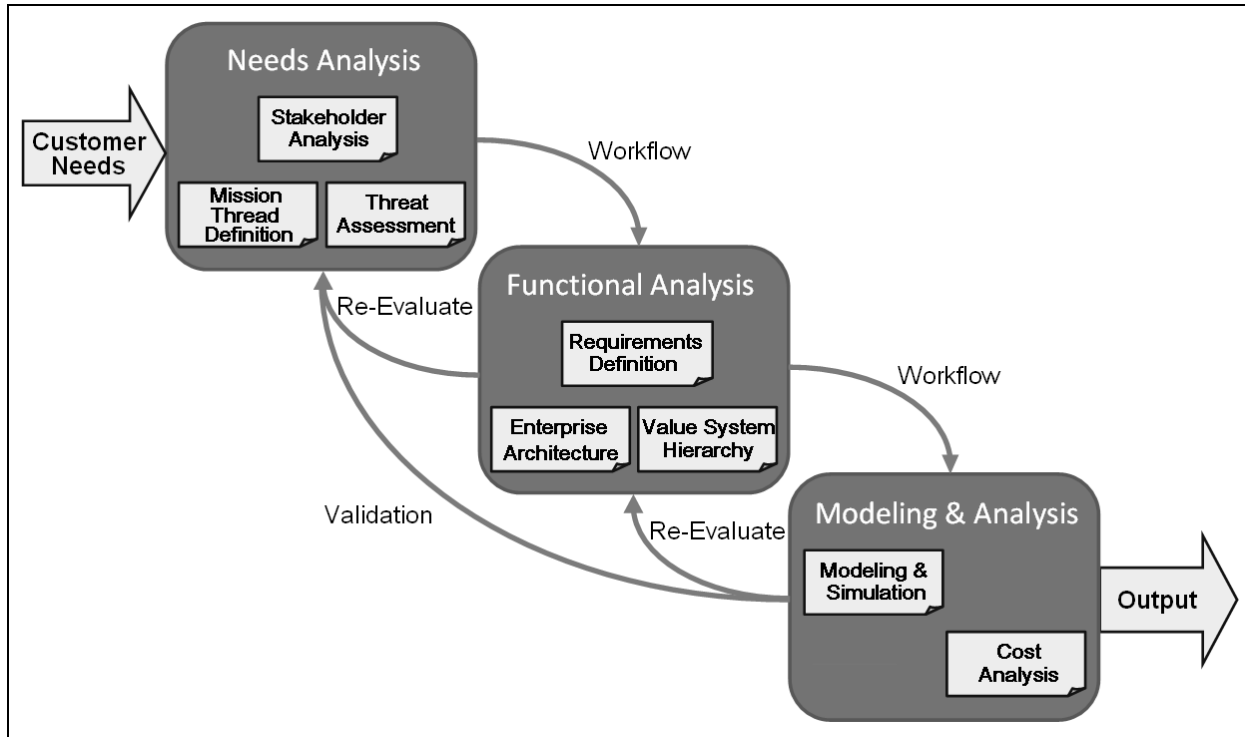 Needs Analysis
Stakeholder
Analysis
Customer
Needs
Mission
Thread
Definition
Threat
Assessment
Workflow
Functional Analysis
Re-Evaluate
Requirements
Definition
Enterprise
Architecture
Value System
Hierarchy
Workflow
Validation
Modeling & Analysis
Re-Evaluate
Modeling &
Simulation
Cost
Analysis
Output